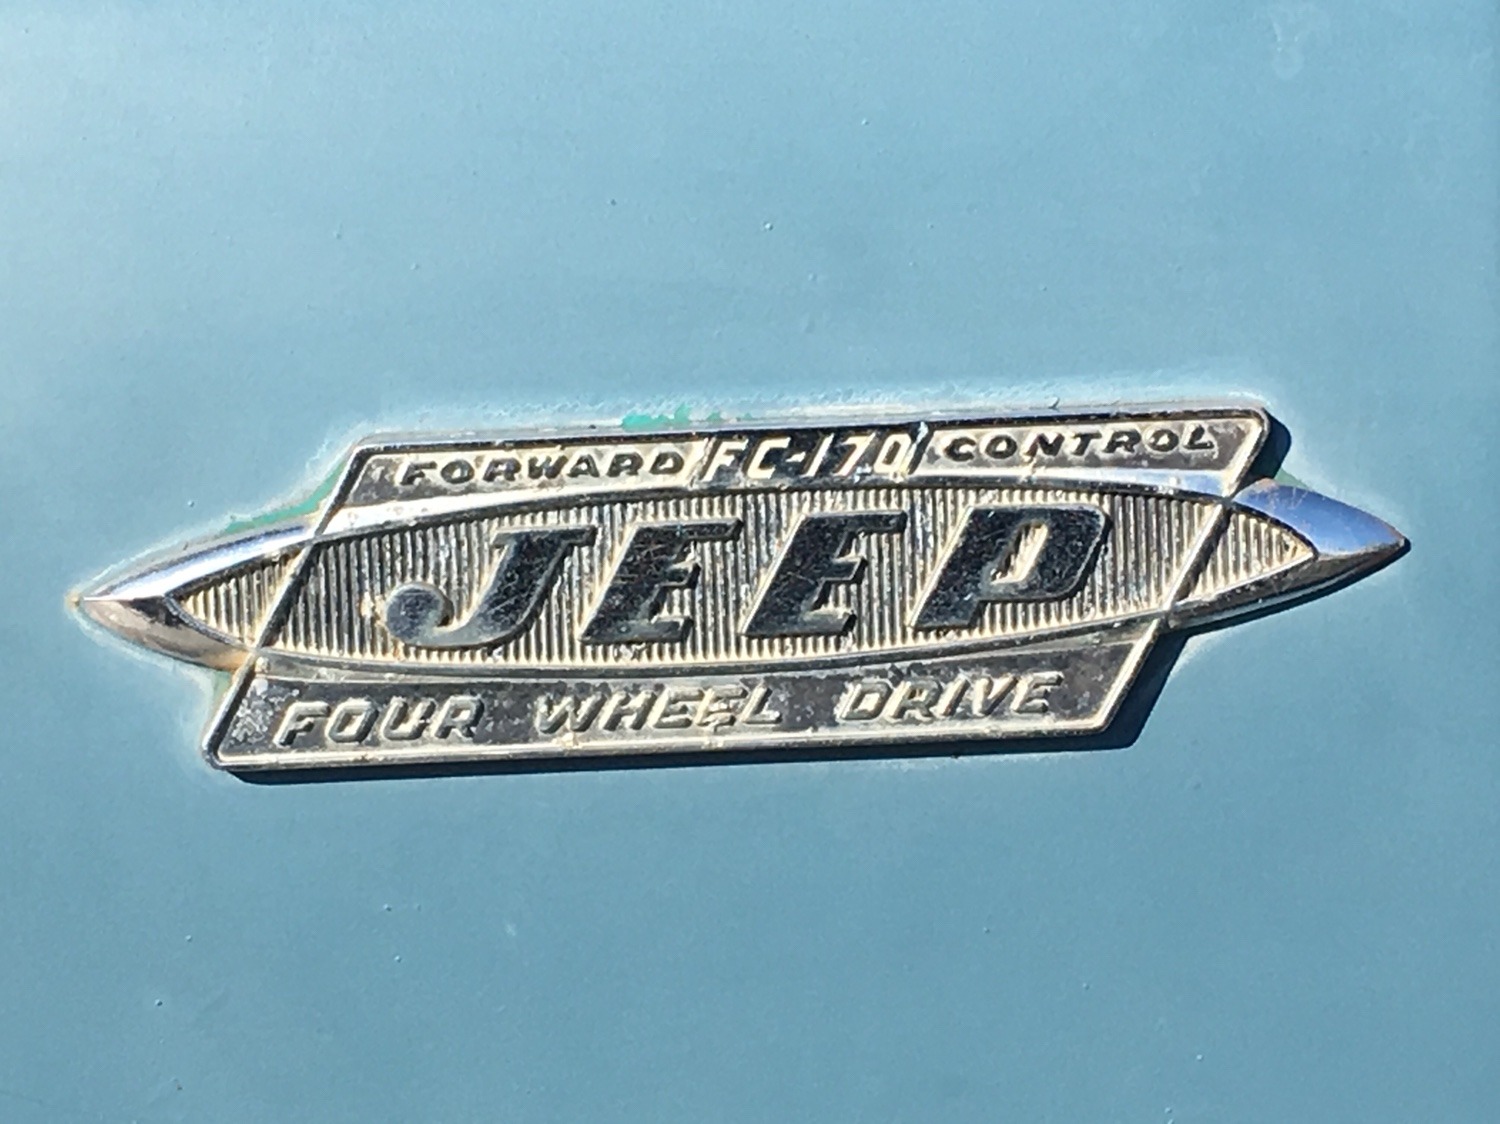 FORWARD FC-170 CONTROL
JEEP
FOUR WHEEL DRIVE